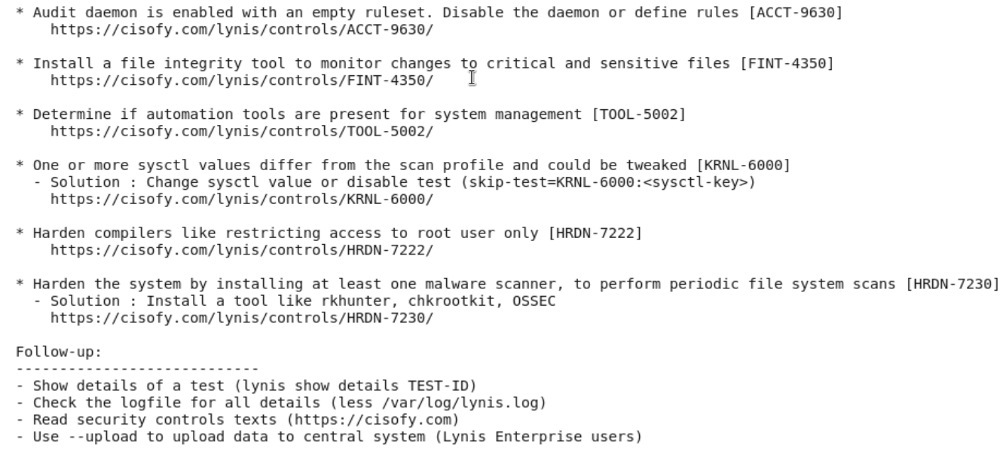 * Audit daemon is enabled with an empty ruleset. Disable the daemon or define rules [ACCT-9630]
https://cisofy.com/lynis/controls/ACCT-9630/
* Install a file integrity tool to monitor changes to critical and sensitive files [FINT-4350]
https://cisofy.com/lynis/controls/FINT-4350/
* Determine if automation tools are present for system management [TOOL-5002]
https://cisofy.com/lynis/controls/TOOL-5002/
* One or more sysctl values differ from the scan profile and could be tweaked [KRNL-6000]
- Solution : Change sysctl value or disable test (skip-test=KRNL-6000:<sysctl-key>)
https://cisofy.com/lynis/controls/KRNL-6000/
* Harden compilers like restricting access to root user only [HRDN-7222]
https://cisofy.com/lynis/controls/HRDN-7222/
* Harden the system by installing at least one malware scanner, to perform periodic file system scans [HRDN-7230]
- Solution : Install a tool like rkhunter, chkrootkit, OSSEC
https://cisofy.com/lynis/controls/HRDN-7230/
Follow-up:
----------------------------
- Show details of a test (lynis show details TEST-ID)
- Check the logfile for all details (less /var/log/lynis.log)
- Read security controls texts (https://cisofy.com)
- Use --upload to upload data to central system (Lynis Enterprise users)